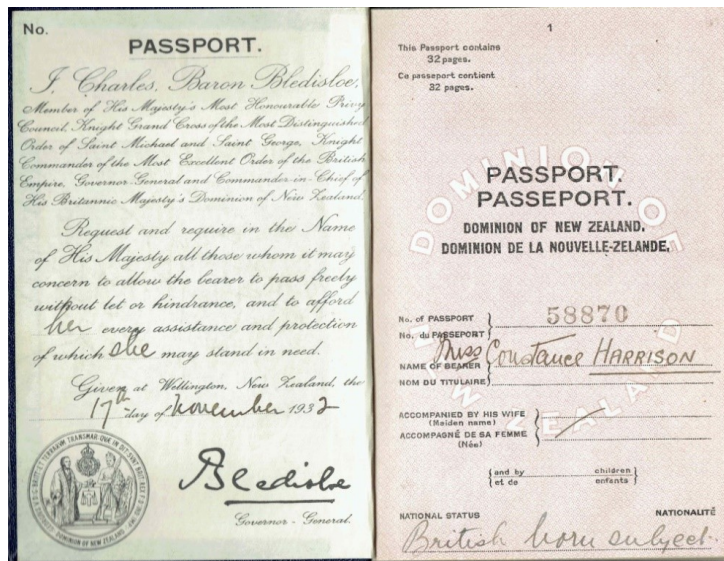 No.
PASSPORT.
I, Charles, Baron Bledisloe,
Member of His Majesty's Most Honourable Privy
Council, Knight Grand Cross of the Most Distinguished
Order of Saint Michael and Saint George, Knight
Commander of the Most Excellent Order of the British
Empire, Governor-General and Commander-in-Chief of
His Britannic Majesty's Dominion of New Zealand
Request and require in the Name
of His Majesty all those whom it may
concern to allow the bearer to pass freely
without let or hindrance, and to afford
her every assistance and protection
of which she may stand in need.
Given at Wellington, New Zealand, the
17th day of November 1932
Bledisloe
Governor-General.
DOMINION OF NEW ZEALAND
1
This Passport contains
32 pages.
Ce passeport contient
32 pages.
DOMINION OF
NEW ZEALAND
PASSPORT.
PASSEPORT.
DOMINION OF NEW ZEALAND.
DOMINION DE LA NOUVELLE-ZELANDE.
No. of PASSPORT
58870
No. du PASSEPORT
Miss Constance HARRISON
NAME OF BEARER
NOM DU TITULAIRE
ACCOMPANIED BY HIS WIFE
(Maiden name)
ACCOMPAGNÉ DE SA FEMME
(Née)
and by children
et de enfants
NATIONAL STATUS NATIONALITÉ
British born subject.